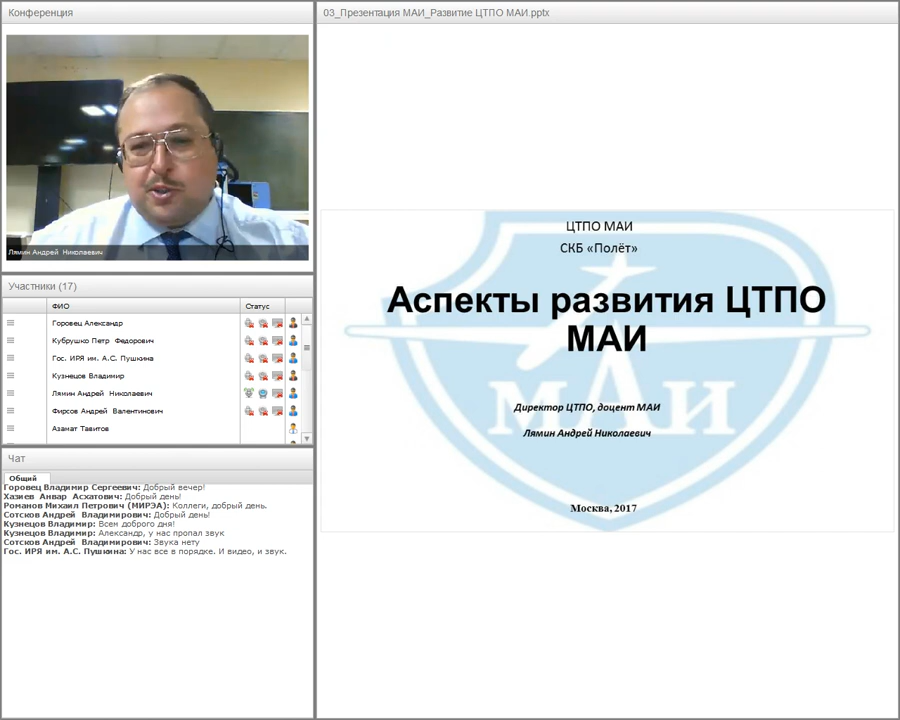 Конференция
Лямин Андрей Николаевич
Участники (17)
ФИО
Статус
Горовец Александр
Кубрушко Петр Федорович
Гос. ИРЯ им. А.С. Пушкина
Кузнецов Владимир
Лямин Андрей Николаевич
Фирсов Андрей Валентинович
Азамат Тавитов
Чат
Общий
Горовец Владимир Сергеевич: Добрый вечер!
Хазиев Анвар Асхатович: Добрый день!
Романов Михаил Петрович (МИРЭА): Коллеги, добрый день.
Сотсков Андрей Владимирович: Добрый день!
Кузнецов Владимир: Всем доброго дня!
Кузнецов Владимир: Александр, у нас пропал звук
Сотсков Андрей Владимирович: Звука нету
Гос. ИРЯ им. А.С. Пушкина: У нас все в порядке. И видео, и звук.
03_Презентация МАИ_Развитие ЦТПО МАИ.pptx
ЦТПО МАИ
СКБ «Полёт»
Аспекты развития ЦТПО
МАИ
МАИ
Директор ЦТПО, доцент МАИ
Лямин Андрей Николаевич
Москва, 2017